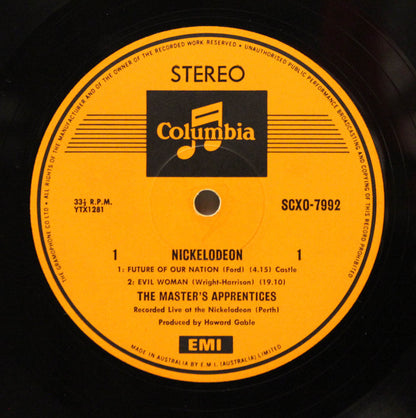 ALL RIGHTS OF THE MANUFACTURER AND OF THE OWNER OF THE RECORDED WORK RESERVED • UNAUTHORISED PUBLIC PERFORMANCE BROADCASTING AND COPYING OF THIS RECORD PROHIBITED
THE GRAMOPHONE CO LTD •
STEREO
Columbia
33⅓ R.P.M.
YTX1281
SCXO-7992
1 NICKELODEON 1
1: FUTURE OF OUR NATION (Ford) (4.15) Castle
2: EVIL WOMAN (Wright-Harrison) (19.10)
THE MASTER'S APPRENTICES
Recorded Live at the Nickelodeon (Perth)
Produced by Howard Gable
EMI
MADE IN AUSTRALIA BY E M I. (AUSTRALIA) LIMITED